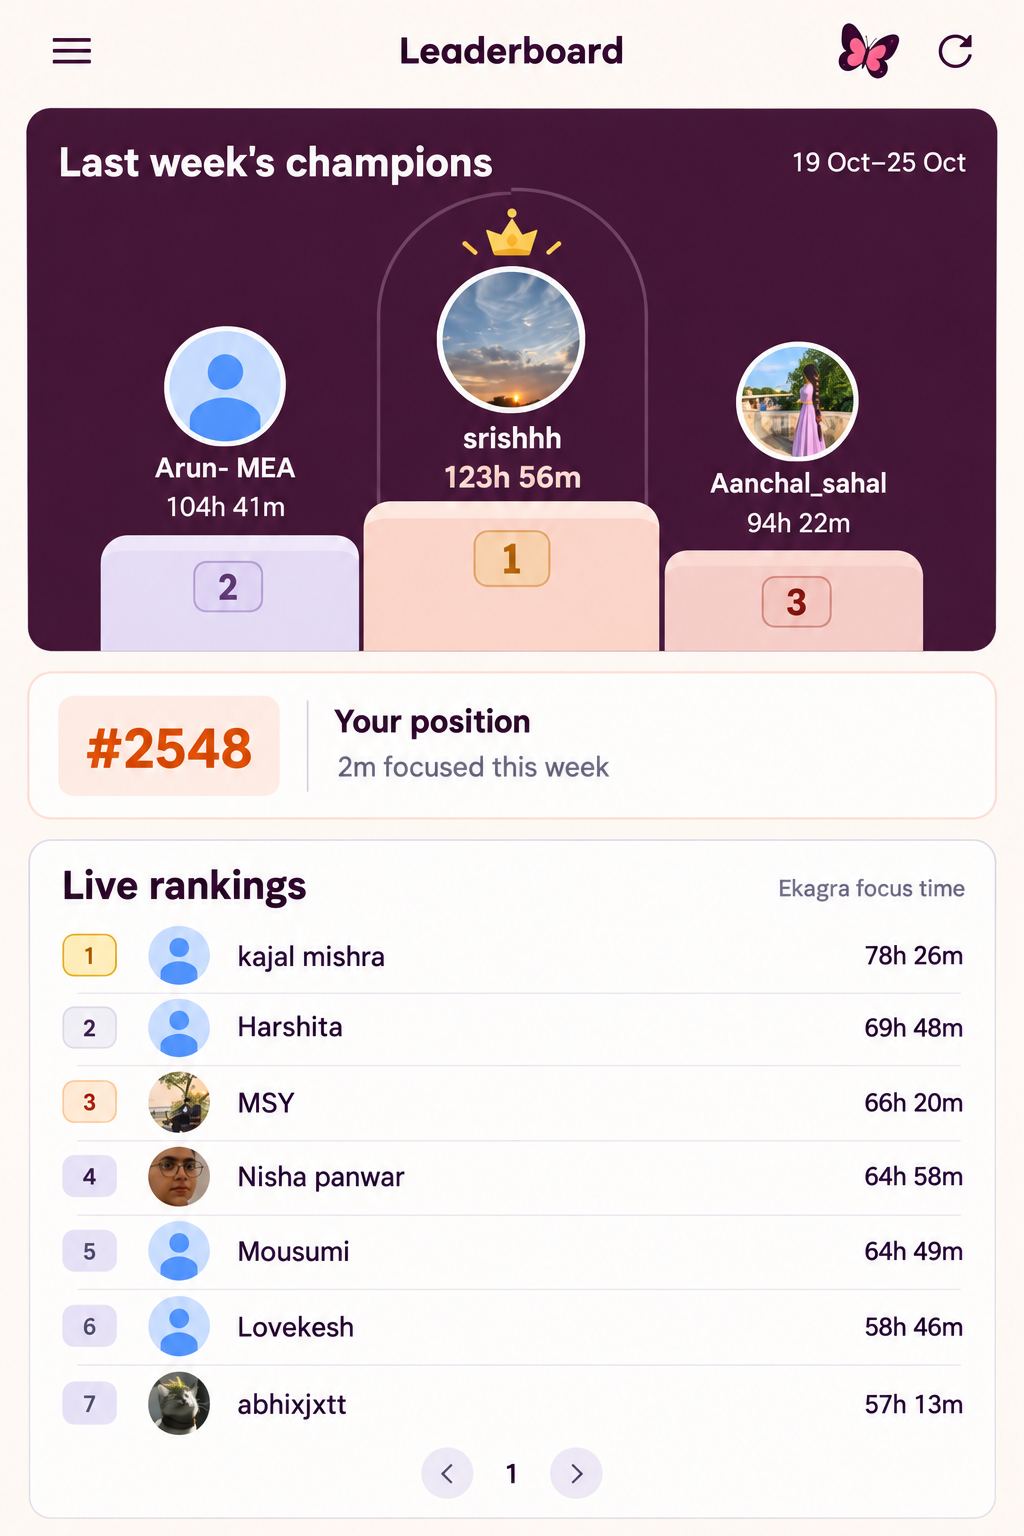 Leaderboard
Last week's champions
19 Oct–25 Oct
srishhh
123h 56m
Arun- MEA
104h 41m
Aanchal_sahal
94h 22m
1
2
3
#2548
Your position
2m focused this week
Live rankings
Ekagra focus time
1 kajal mishra 78h 26m
2 Harshita 69h 48m
3 MSY 66h 20m
4 Nisha panwar 64h 58m
5 Mousumi 64h 49m
6 Lovekesh 58h 46m
7 abhixjxtt 57h 13m
1